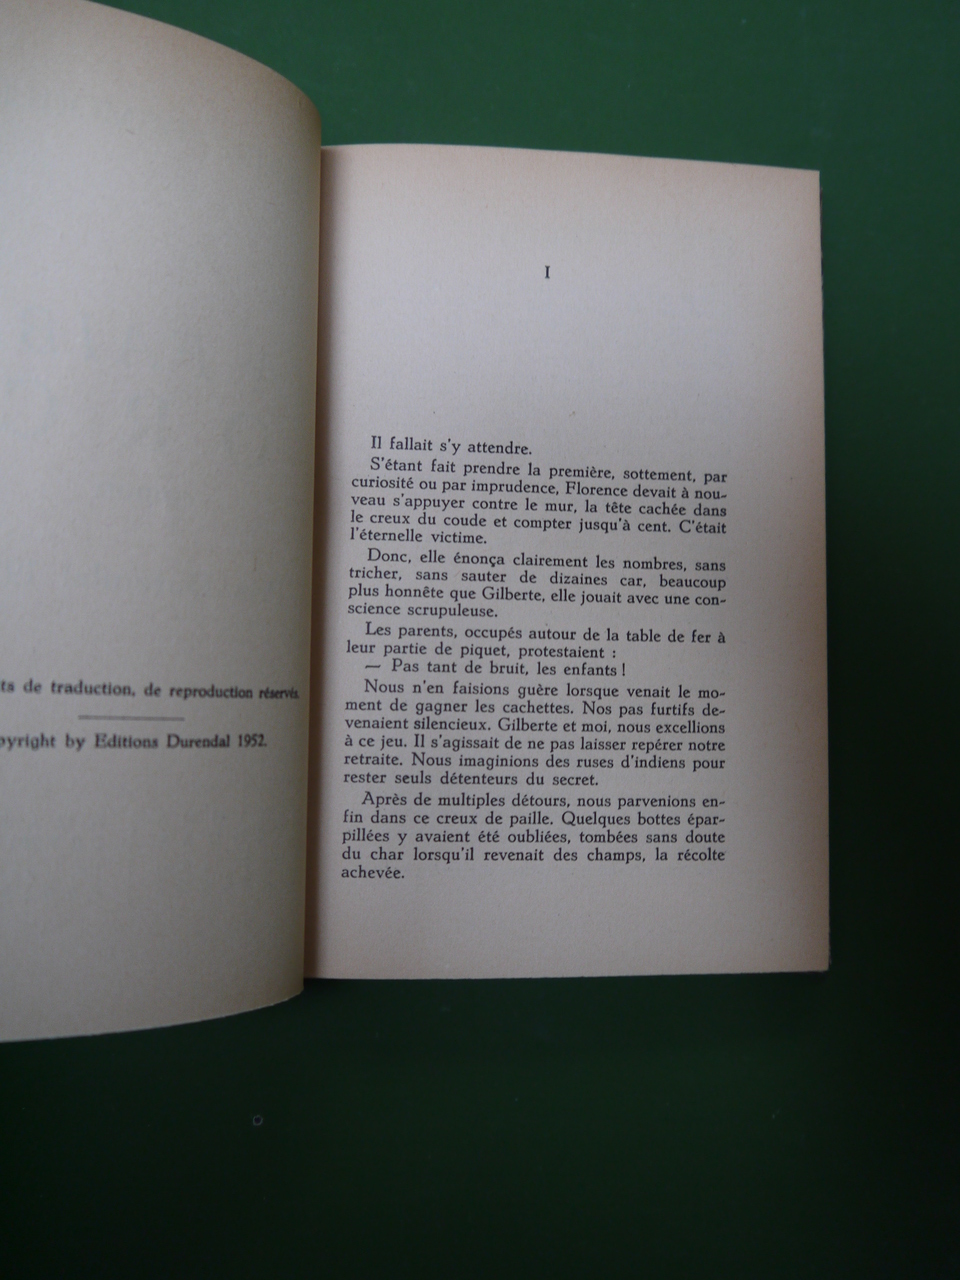 de traduction, de reproduction réservés
by Editions Durendal 1952.
I
Il fallait s'y attendre.
S'étant fait prendre la première, sottement, par
curiosité ou par imprudence, Florence devait à nou-
veau s'appuyer contre le mur, la tête cachée dans
le creux du coude et compter jusqu'à cent. C'était
l'éternelle victime.
Donc, elle énonça clairement les nombres, sans
tricher, sans sauter de dizaines car, beaucoup
plus honnête que Gilberte, elle jouait avec une con-
science scrupuleuse.
Les parents, occupés autour de la table de fer à
leur partie de piquet, protestaient :
— Pas tant de bruit, les enfants !
Nous n'en faisions guère lorsque venait le mo-
ment de gagner les cachettes. Nos pas furtifs de-
venaient silencieux. Gilberte et moi, nous excellions
à ce jeu. Il s'agissait de ne pas laisser repérer notre
retraite. Nous imaginions des ruses d'indiens pour
rester seuls détenteurs du secret.
Après de multiples détours, nous parvenions en-
fin dans ce creux de paille. Quelques bottes épar-
pillées y avaient été oubliées, tombées sans doute
du char lorsqu'il revenait des champs, la récolte
achevée.